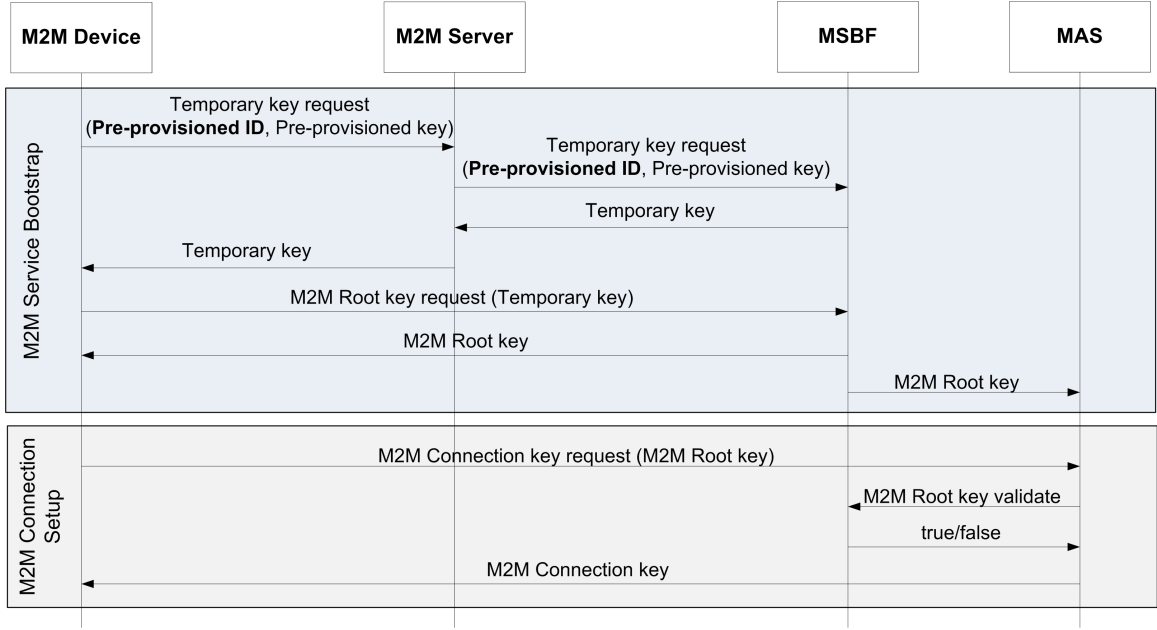 M2M Device
M2M Server
MSBF
MAS
M2M Service Bootstrap
Temporary key request
(Pre-provisioned ID, Pre-provisioned key)
Temporary key request
(Pre-provisioned ID, Pre-provisioned key)
Temporary key
Temporary key
M2M Root key request (Temporary key)
M2M Root key
M2M Root key
M2M Connection
Setup
M2M Connection key request (M2M Root key)
M2M Root key validate
true/false
M2M Connection key